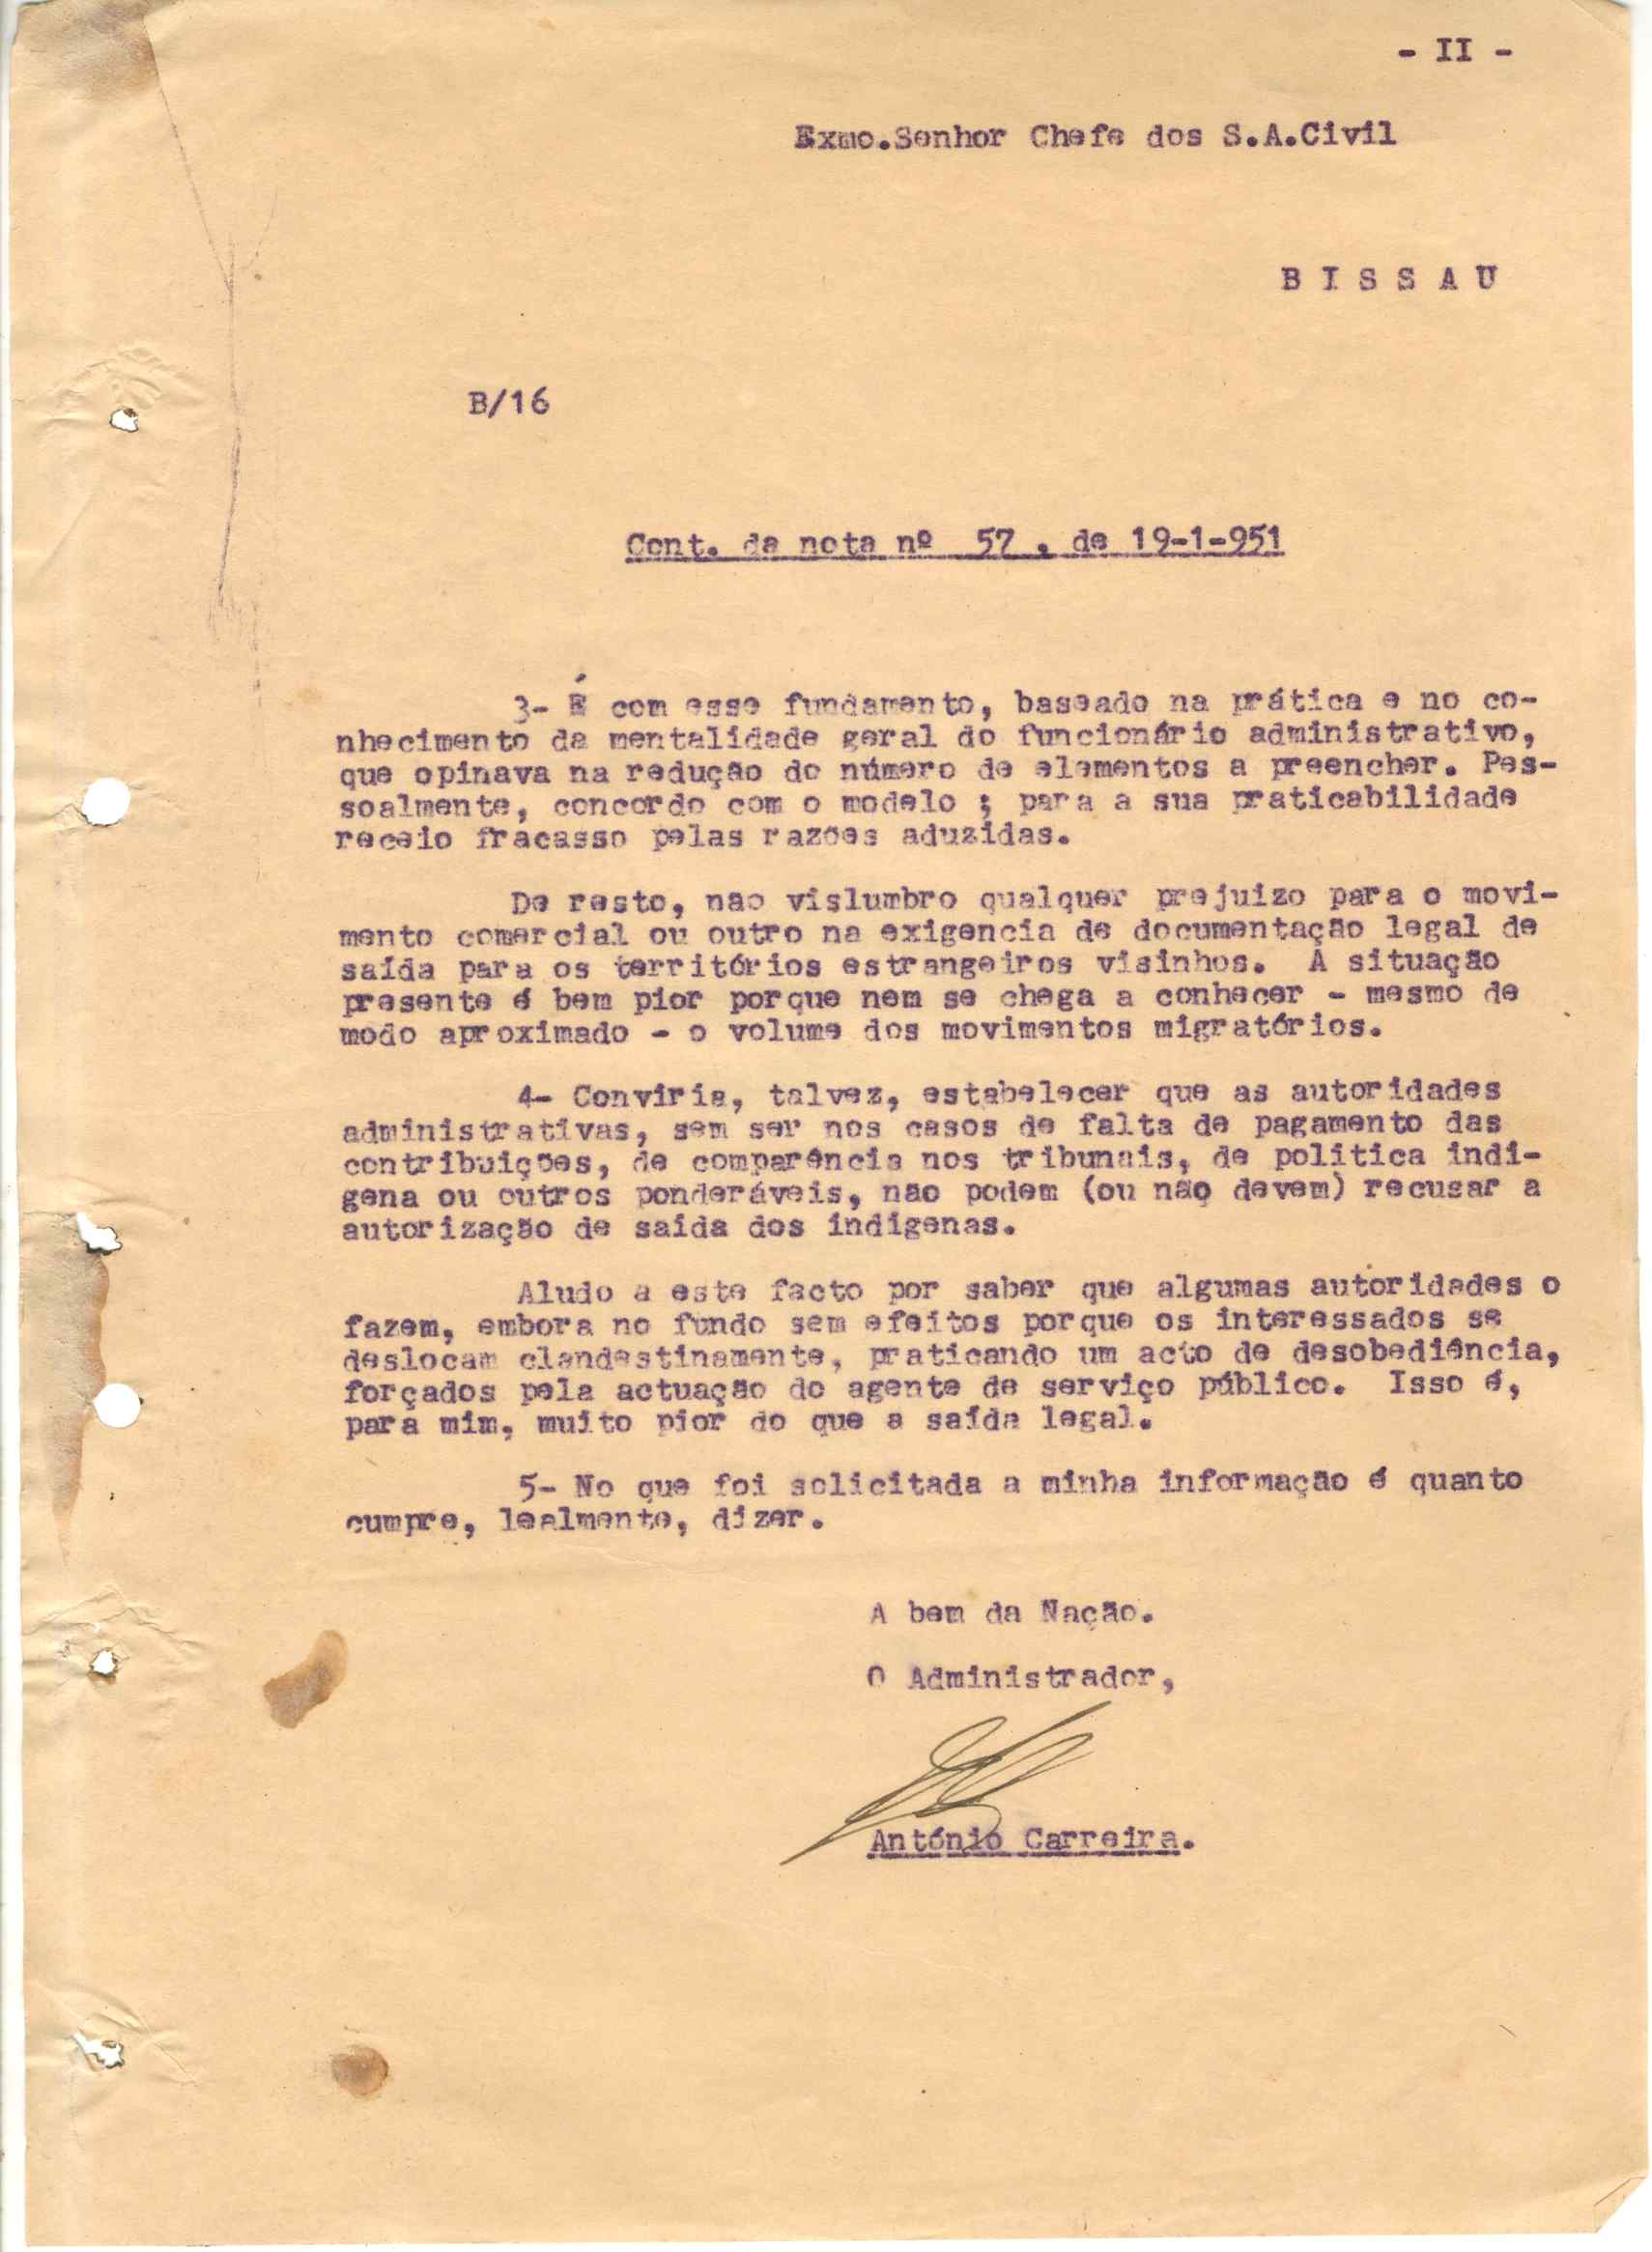 - II -
Exmo.Senhor Chefe dos S.A.Civil
B I S S A U
B/16
Cont. da nota nº 57 , de 19-1-951
3- É com esse fundamento, baseado na prática e no co-
nhecimento da mentalidade geral do funcionário administrativo,
que opinava na redução do número de elementos a preencher. Pes-
soalmente, concordo com o modelo ; para a sua praticabilidade
receio fracasso pelas razões aduzidas.
De resto, não vislumbro qualquer prejuizo para o movi-
mento comercial ou outro na exigencia de documentação legal de
saída para os territórios estrangeiros visinhos. A situação
presente é bem pior porque nem se chega a conhecer - mesmo de
modo aproximado - o volume dos movimentos migratórios.
4- Conviria, talvez, estabelecer que as autoridades
administrativas, sem ser nos casos de falta de pagamento das
contribuições, de comparência nos tribunais, de politica indi-
gena ou outros ponderáveis, não podem (ou não devem) recusar a
autorização de saida dos indigenas.
Aludo a este facto por saber que algumas autoridades o
fazem, embora no fundo sem efeitos porque os interessados se
deslocam clandestinamente, praticando um acto de desobediência,
forçados pela actuação do agente de serviço público. Isso é,
para mim, muito pior do que a saída legal.
5- No que foi solicitada a minha informação é quanto
cumpre, lealmente, dizer.
A bem da Nação.
O Administrador,
António Carreira.